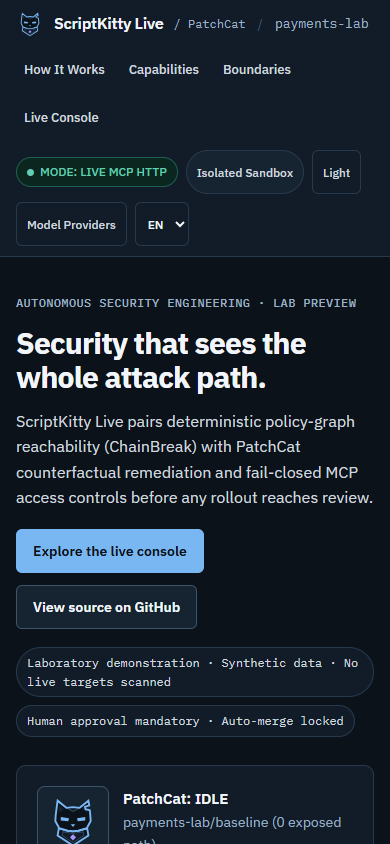 ScriptKitty Live / PatchCat / payments-lab
How It Works Capabilities Boundaries
Live Console
MODE: LIVE MCP HTTP Isolated Sandbox Light
Model Providers EN
AUTONOMOUS SECURITY ENGINEERING · LAB PREVIEW
Security that sees the
whole attack path.
ScriptKitty Live pairs deterministic policy-graph
reachability (ChainBreak) with PatchCat
counterfactual remediation and fail-closed MCP
access controls before any rollout reaches review.
Explore the live console
View source on GitHub
Laboratory demonstration · Synthetic data · No
live targets scanned
Human approval mandatory · Auto-merge locked
PatchCat: IDLE
payments-lab/baseline (0 exposed
path)